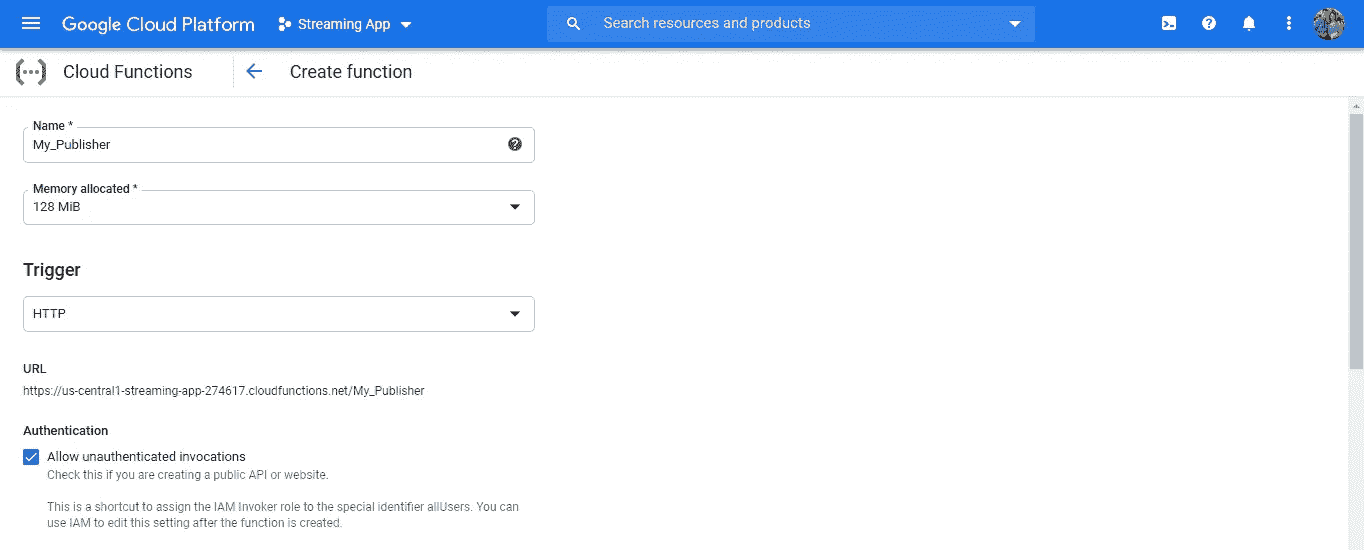 Google Cloud Platform Streaming App Search resources and products
Cloud Functions Create function
Name *
My_Publisher
Memory allocated *
128 MiB
Trigger
HTTP
URL
https://us-central1-streaming-app-274617.cloudfunctions.net/My_Publisher
Authentication
Allow unauthenticated invocations
Check this if you are creating a public API or website.
This is a shortcut to assign the IAM Invoker role to the special identifier allUsers. You can
use IAM to edit this setting after the function is created.